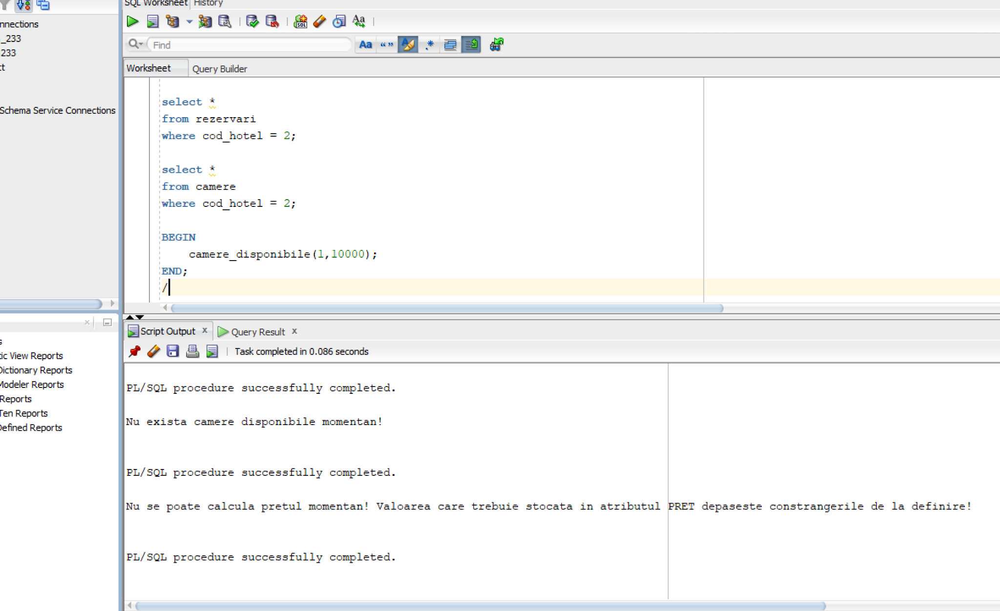 SQL Worksheet History
nnections
_233
233
ct
Schema Service Connections
Find
Aa
Worksheet
Query Builder
select *
from rezervari
where cod_hotel = 2;
select *
from camere
where cod_hotel = 2;
BEGIN
camere_disponibile(1,10000);
END;
/
s
tic View Reports
Dictionary Reports
Modeler Reports
Reports
Ten Reports
Defined Reports
Script Output x
Query Result x
Task completed in 0.086 seconds
PL/SQL procedure successfully completed.
Nu exista camere disponibile momentan!
PL/SQL procedure successfully completed.
Nu se poate calcula pretul momentan! Valoarea care trebuie stocata in atributul PRET depaseste constrangerile de la definire!
PL/SQL procedure successfully completed.